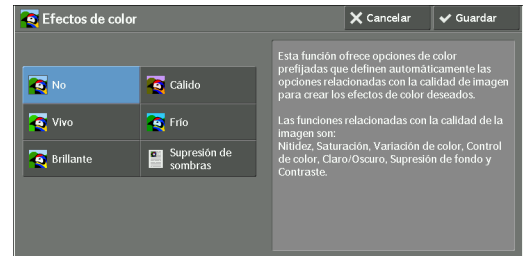 Efectos de color
Cancelar
Guardar
No
Cálido
Vivo
Frío
Brillante
Supresión de
sombras
Esta función ofrece opciones de color
prefijadas que definen automáticamente las
opciones relacionadas con la calidad de imagen
para crear los efectos de color deseados.
Las funciones relacionadas con la calidad de la
imagen son:
Nitidez, Saturación, Variación de color, Control
de color, Claro/Oscuro, Supresión de fondo y
Contraste.